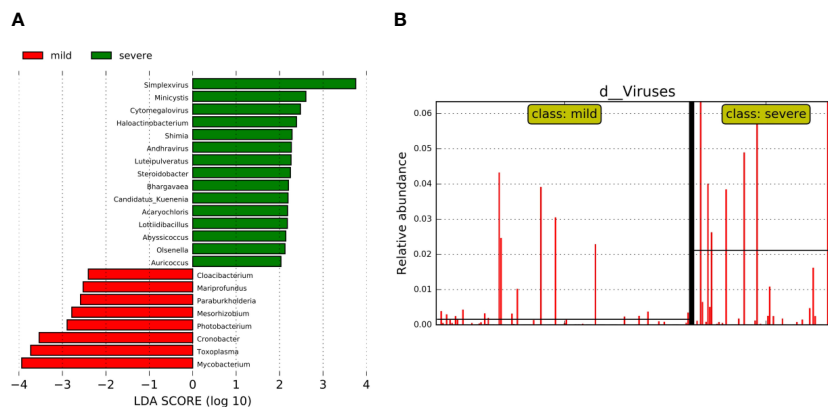 A
mild severe
Simplexvirus
Minicystis
Cytomegalovirus
Haloactinobacterium
Shimia
Andhravirus
Luteipulveratus
Steroidobacter
Bhargavaea
Candidatus_Kuenenia
Acaryochloris
Lottiidibacillus
Abyssicoccus
Olsenella
Auricoccus
Cloacibacterium
Mariprofundus
Paraburkholderia
Mesorhizobium
Photobacterium
Cronobacter
Toxoplasma
Mycobacterium
−4 −3 −2 −1 0 1 2 3 4
LDA SCORE (log 10)
B
d__Viruses
class: mild class: severe
0.06
0.05
0.04
0.03
0.02
0.01
0.00
Relative abundance